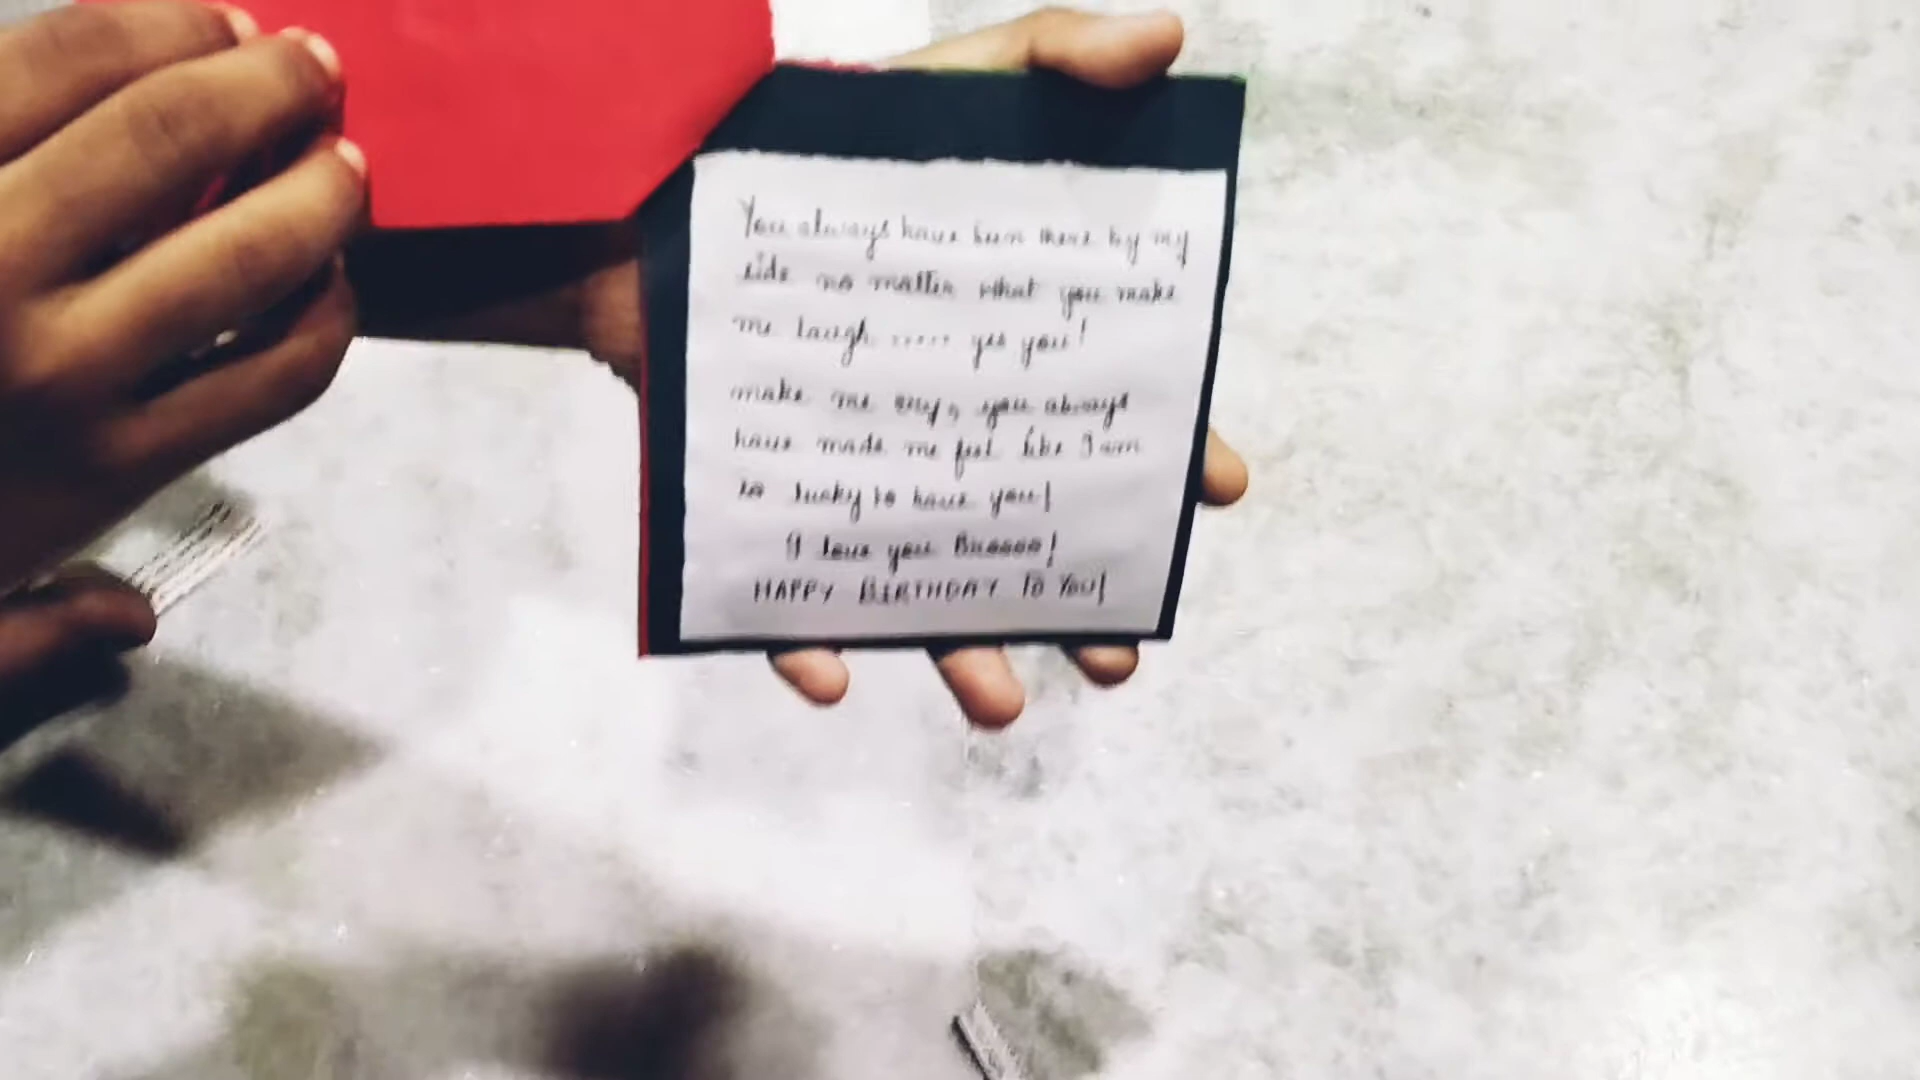 You always have been there by my
side no matter what you make
me laugh ..... yes you!
make me cry, you always
have made me feel like I am
so lucky to have you!
I love you Broooo!
HAPPY BIRTHDAY TO YOU!